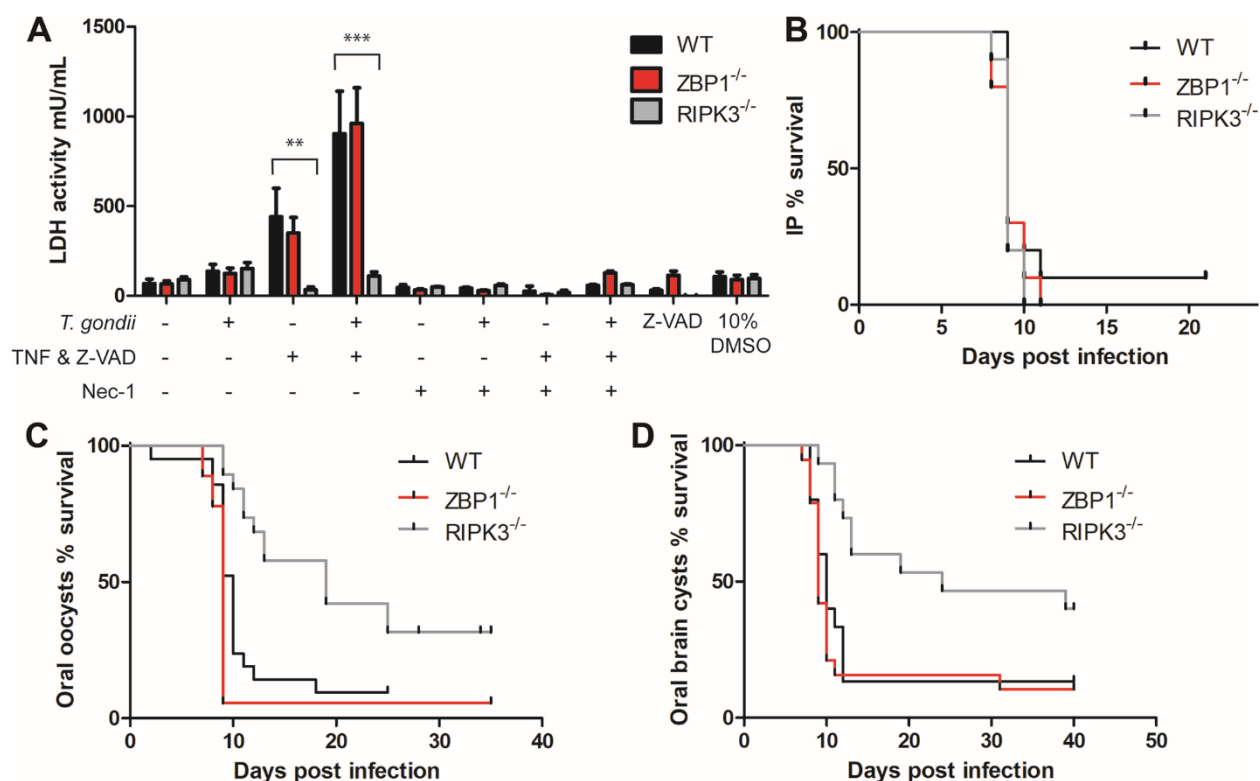 A
LDH activity mU/mL
1500
1000
500
0
**
***
WT
ZBP1-/-
RIPK3-/-
T. gondii - + - + - + - + Z-VAD 10% DMSO
TNF & Z-VAD - - + + - - + +
Nec-1 - - - - + + + +
B
IP % survival
100
50
0
0 5 10 15 20
Days post infection
WT
ZBP1-/-
RIPK3-/-
C
Oral oocysts % survival
100
50
0
0 10 20 30 40
Days post infection
WT
ZBP1-/-
RIPK3-/-
D
Oral brain cysts % survival
100
50
0
0 10 20 30 40 50
Days post infection
WT
ZBP1-/-
RIPK3-/-